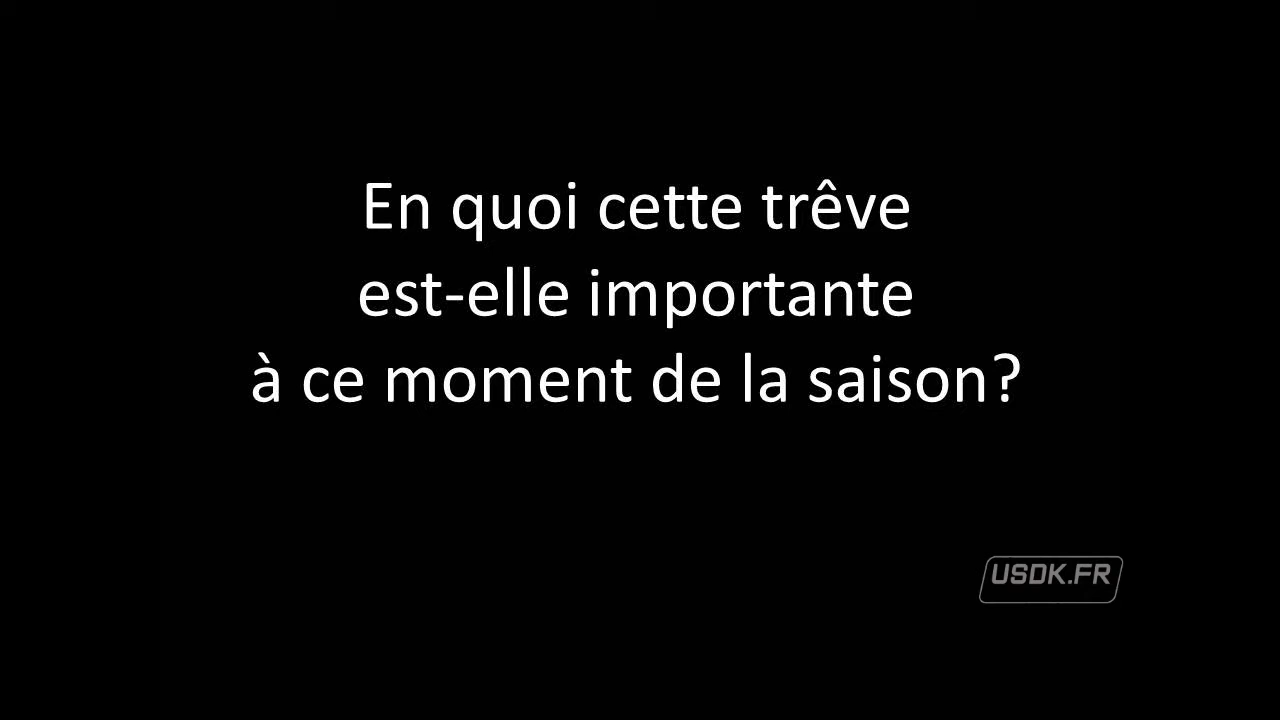 En quoi cette trêve
est-elle importante
à ce moment de la saison?
USDK.FR